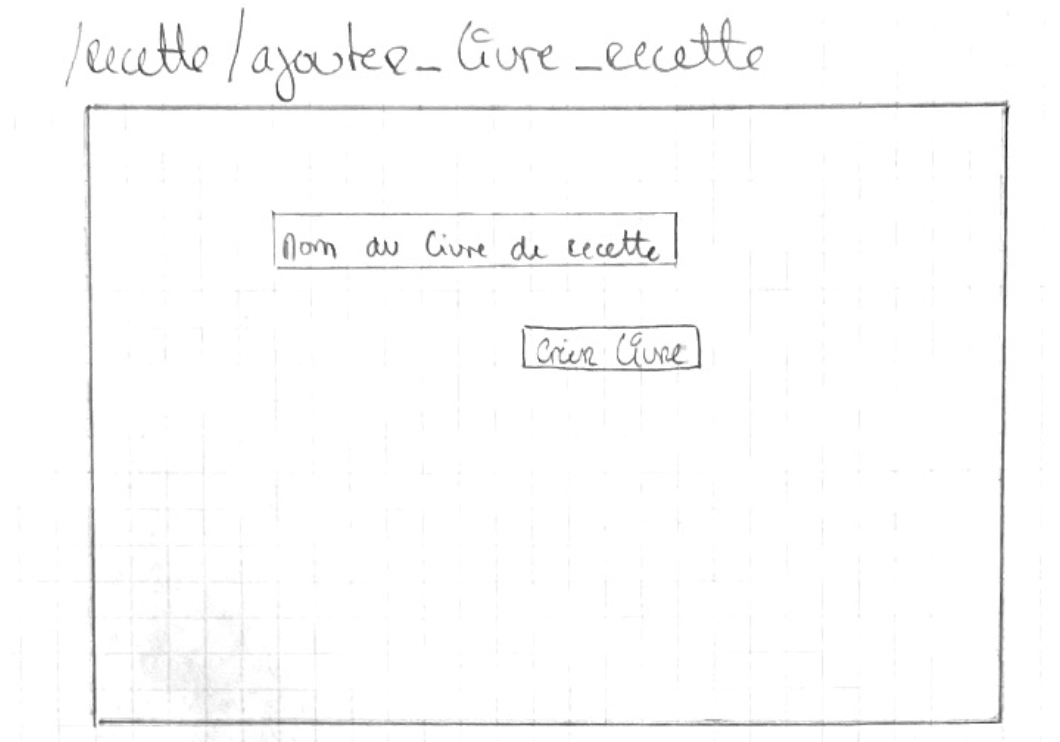 /recette/ajouter_livre_recette
Nom du livre de recette
Créer livre